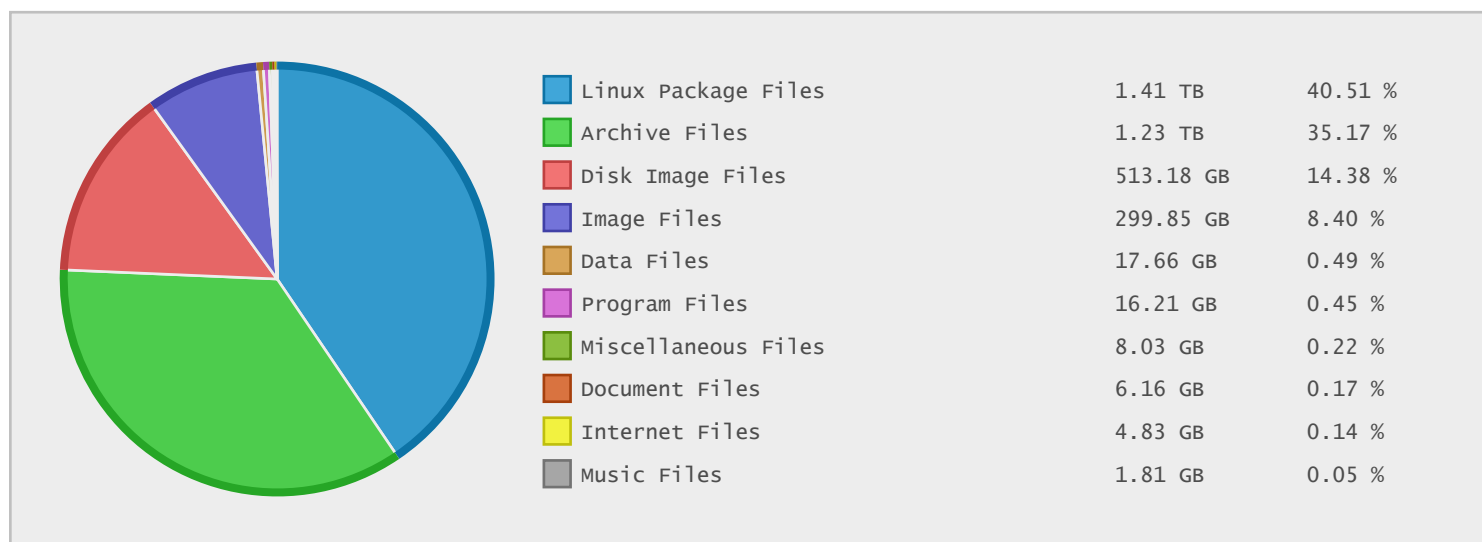 Linux Package Files 1.41 TB 40.51 %
Archive Files 1.23 TB 35.17 %
Disk Image Files 513.18 GB 14.38 %
Image Files 299.85 GB 8.40 %
Data Files 17.66 GB 0.49 %
Program Files 16.21 GB 0.45 %
Miscellaneous Files 8.03 GB 0.22 %
Document Files 6.16 GB 0.17 %
Internet Files 4.83 GB 0.14 %
Music Files 1.81 GB 0.05 %